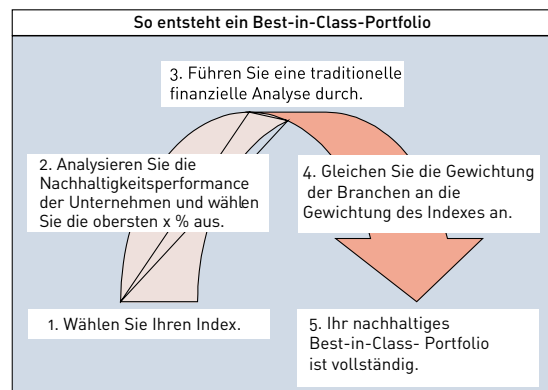 So entsteht ein Best-in-Class-Portfolio
3. Führen Sie eine traditionelle
finanzielle Analyse durch.
2. Analysieren Sie die
Nachhaltigkeitsperformance
der Unternehmen und wählen
Sie die obersten x % aus.
4. Gleichen Sie die Gewichtung
der Branchen an die
Gewichtung des Indexes an.
1. Wählen Sie Ihren Index.
5. Ihr nachhaltiges
Best-in-Class- Portfolio
ist vollständig.